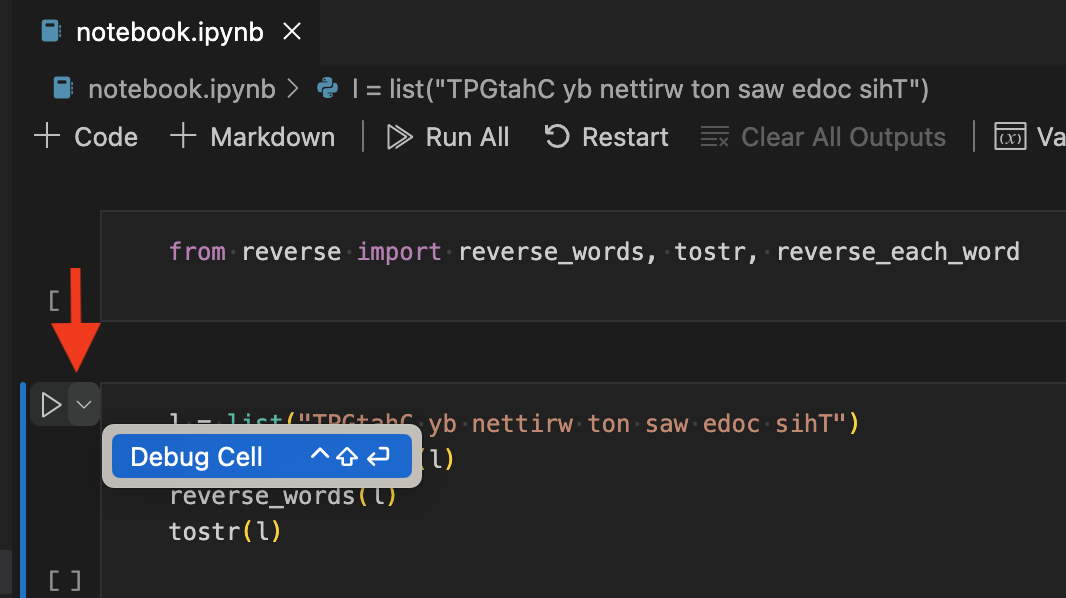 notebook.ipynb
notebook.ipynb > l = list("TPGtahC yb nettirw ton saw edoc sihT")
Code Markdown Run All Restart Clear All Outputs (x) Va
from reverse import reverse_words, tostr, reverse_each_word
[
l = list("TPGtahC yb nettirw ton saw edoc sihT")
Debug Cell ^⇧↩ (l)
reverse_words(l)
tostr(l)
[ ]